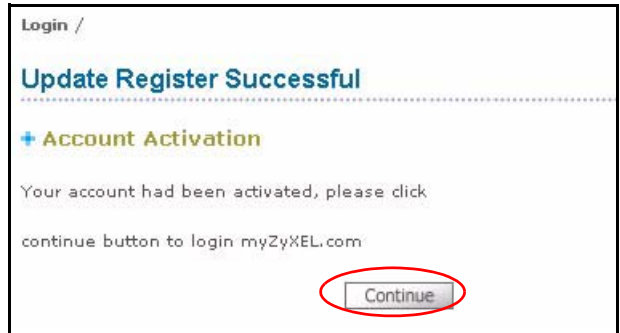 Login /
Update Register Successful
Account Activation
Your account had been activated, please click
continue button to login myZyXEL.com
Continue